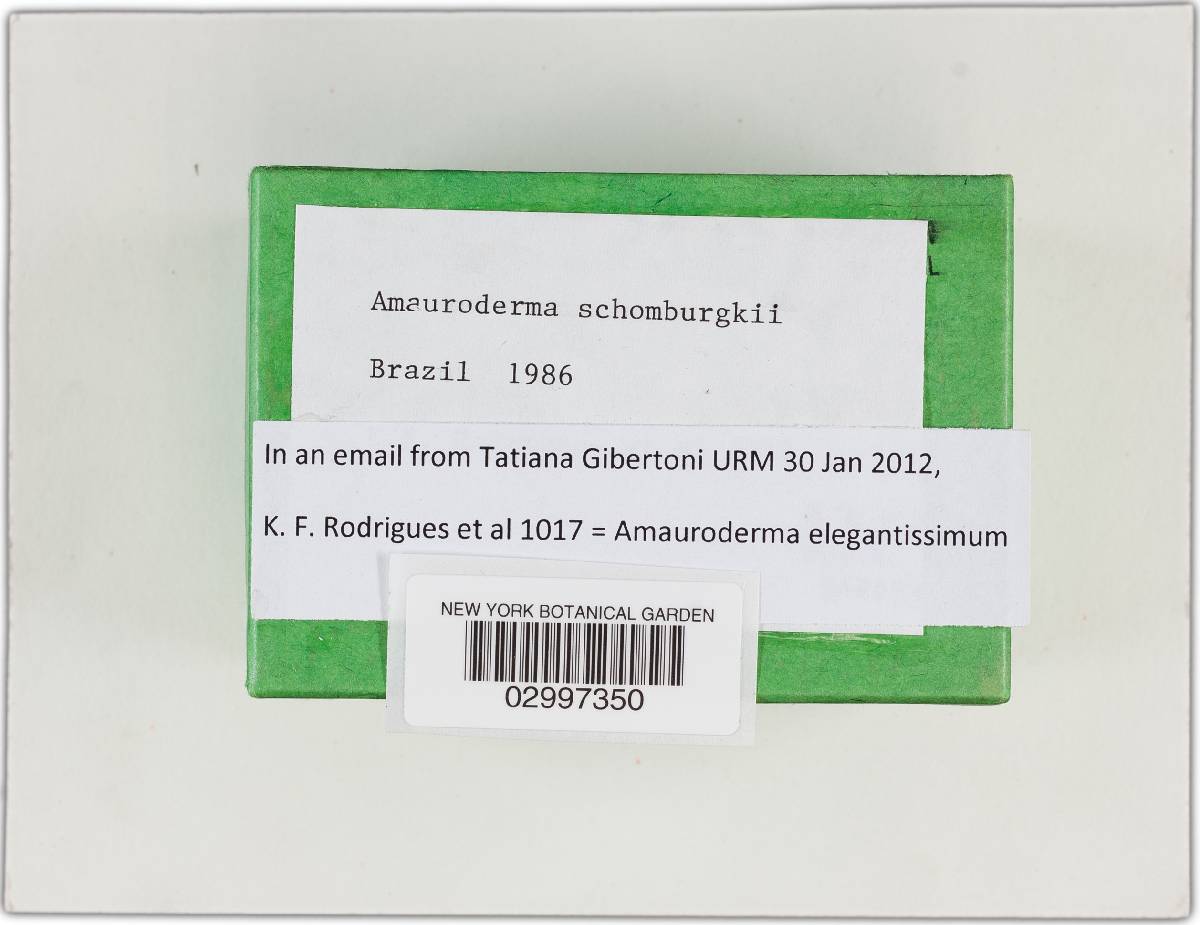 Amauroderma schomburgkii
Brazil 1986
In an email from Tatiana Gibertoni URM 30 Jan 2012,
K. F. Rodrigues et al 1017 = Amauroderma elegantissimum
NEW YORK BOTANICAL GARDEN
02997350